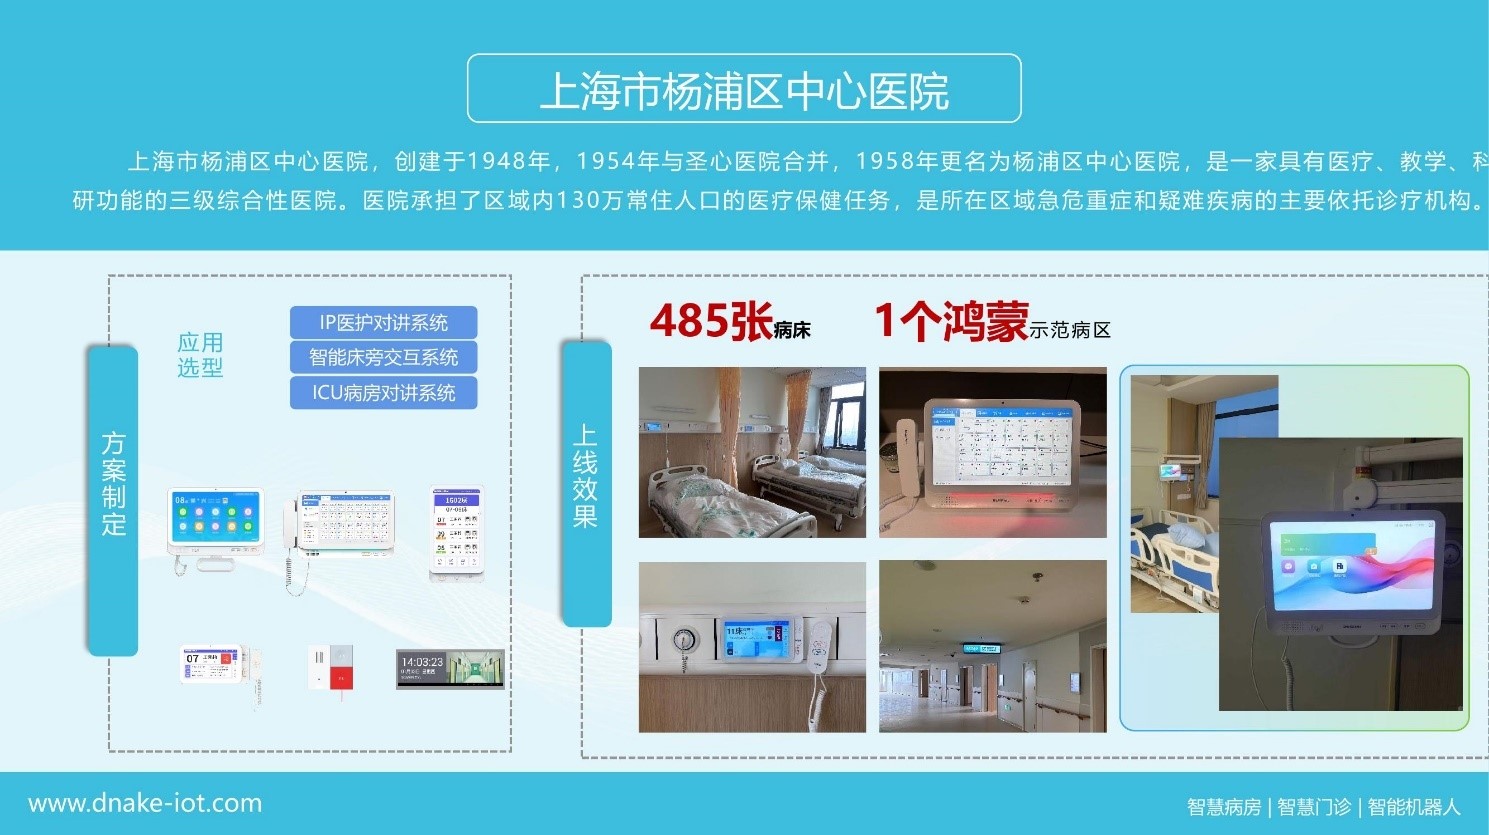 上海市杨浦区中心医院
上海市杨浦区中心医院，创建于1948年，1954年与圣心医院合并，1958年更名为杨浦区中心医院，是一家具有医疗、教学、科
研功能的三级综合性医院。医院承担了区域内130万常住人口的医疗保健任务，是所在区域急危重症和疑难疾病的主要依托诊疗机构。
方案制定
应用
选型
IP医护对讲系统
智能床旁交互系统
ICU病房对讲系统
08
1602床
07
14:03:23
上线效果
485张病床
1个鸿蒙示范病区
www.dnake-iot.com
智慧病房 | 智慧门诊 | 智能机器人